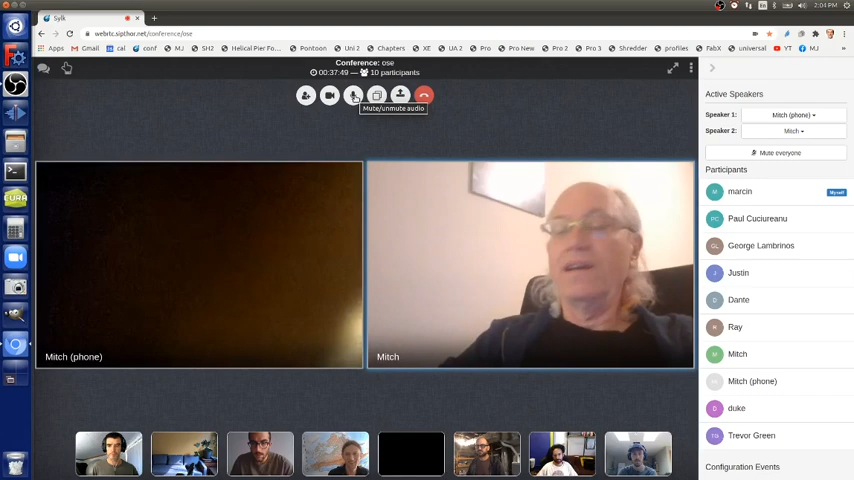 2:04 PM
Sylk
webrtc.sipthor.net/conference/ose
Apps Gmail cal conf MJ SH2 Helical Pier Fo... Pontoon Uni 2 Chapters XE UA 2 Pro Pro New Pro 2 Pro 3 Shredder profiles FabX universal YT MJ
Conference: ose
00:37:49 — 10 participants
Mute/unmute audio
Mitch (phone)
Mitch
Active Speakers
Speaker 1: Mitch (phone)
Speaker 2: Mitch
Mute everyone
Participants
M marcin Myself
PC Paul Cuciureanu
GL George Lambrinos
J Justin
D Dante
R Ray
M Mitch
Mitch (phone)
D duke
TG Trevor Green
Configuration Events
CURA